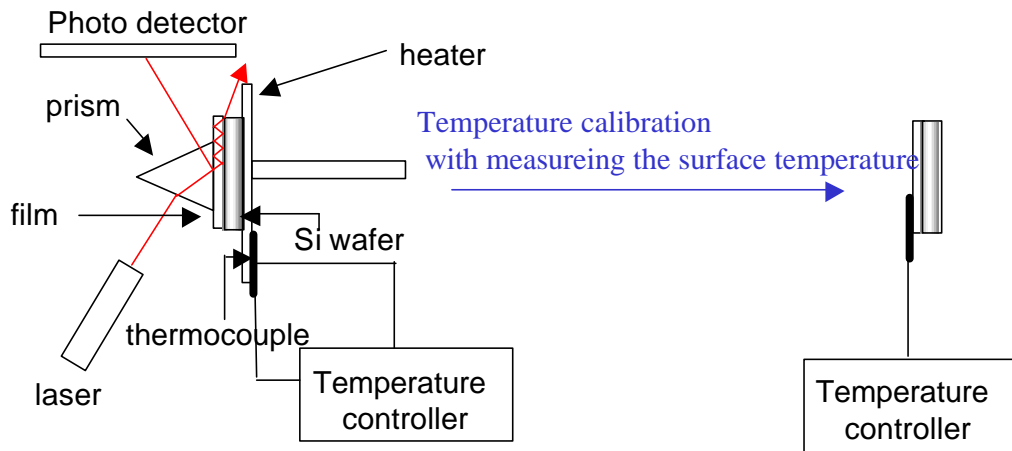 Photo detector
heater
prism
Temperature calibration
with measureing the surface temperature
film
Si wafer
thermocouple
laser
Temperature
controller
Temperature
controller